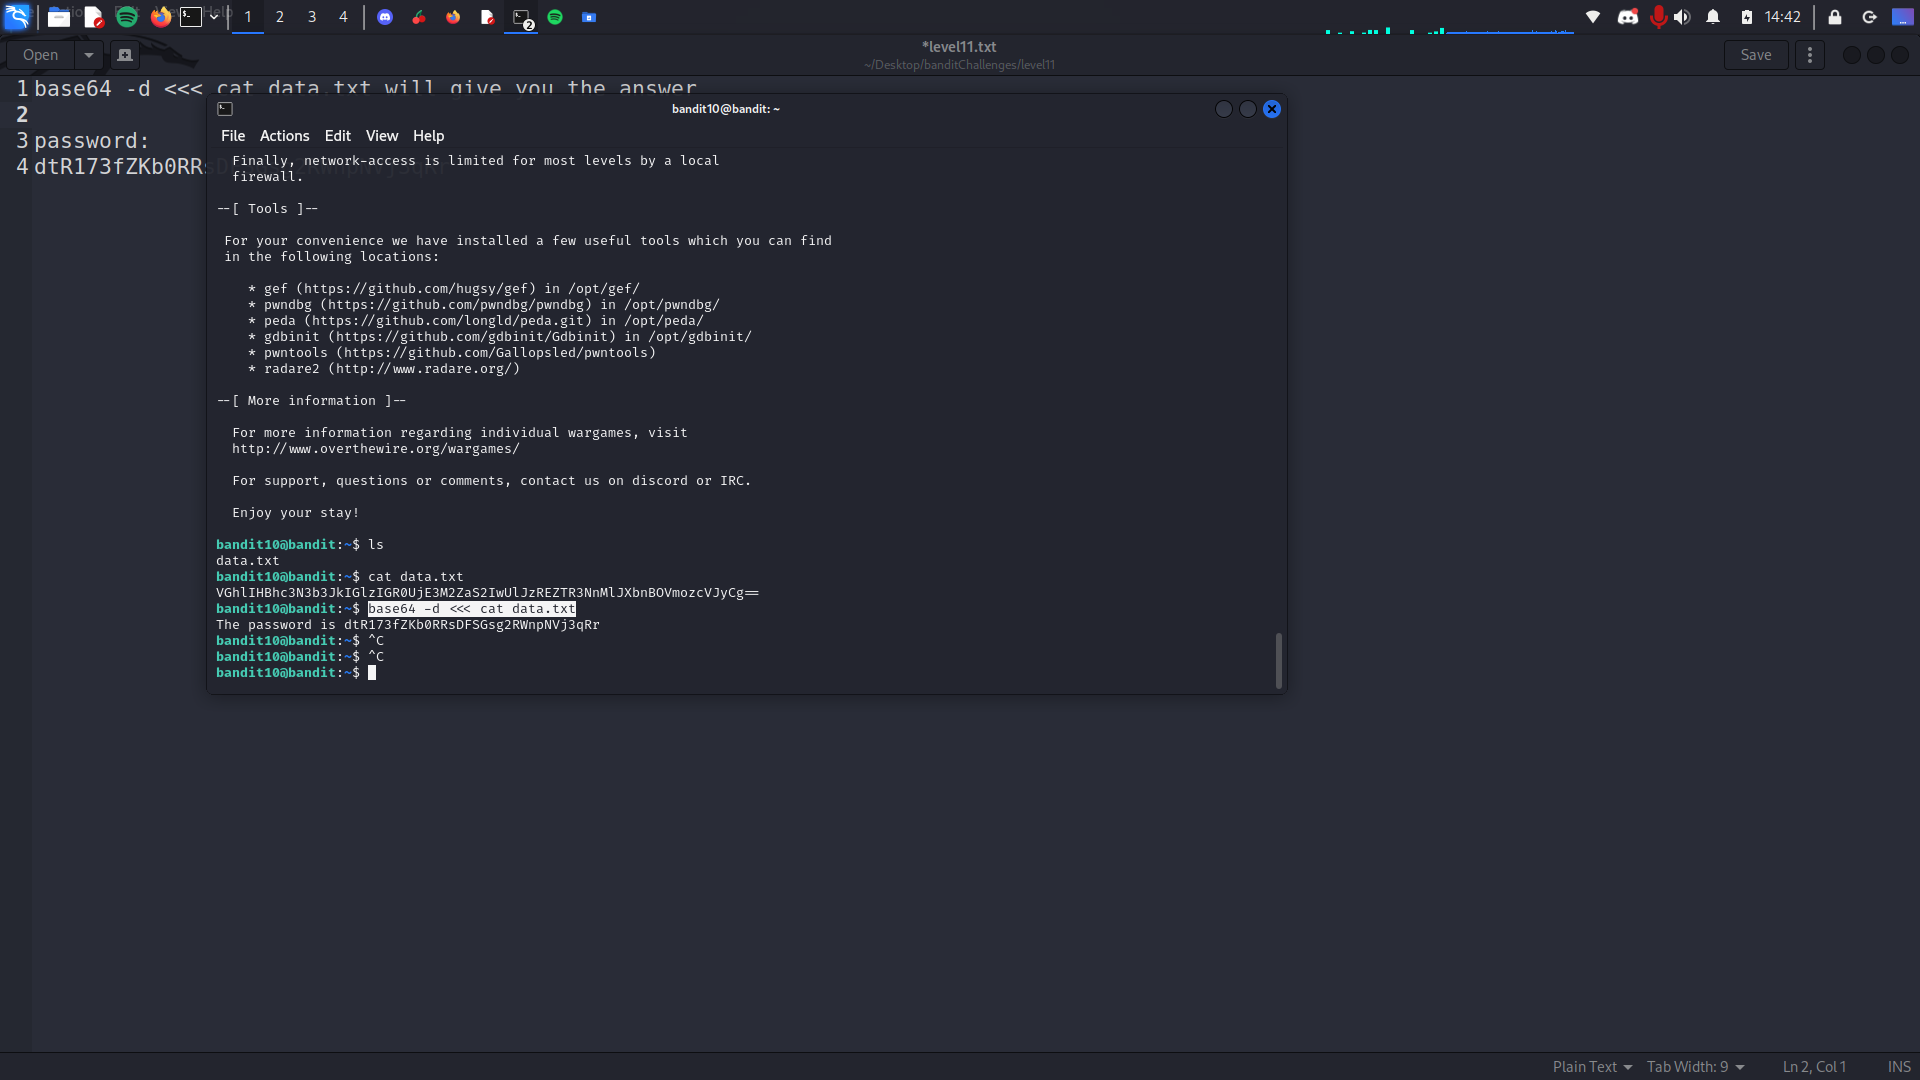 1 2 3 4
2
14:42
Open
*level11.txt
~/Desktop/banditChallenges/level11
Save
1 base64 -d <<< cat data.txt will give you the answer
2
3 password:
4 dtR173fZKb0RRs
bandit10@bandit: ~
File Actions Edit View Help
Finally, network-access is limited for most levels by a local
firewall.
--[ Tools ]--
For your convenience we have installed a few useful tools which you can find
in the following locations:
* gef (https://github.com/hugsy/gef) in /opt/gef/
* pwndbg (https://github.com/pwndbg/pwndbg) in /opt/pwndbg/
* peda (https://github.com/longld/peda.git) in /opt/peda/
* gdbinit (https://github.com/gdbinit/Gdbinit) in /opt/gdbinit/
* pwntools (https://github.com/Gallopsled/pwntools)
* radare2 (http://www.radare.org/)
--[ More information ]--
For more information regarding individual wargames, visit
http://www.overthewire.org/wargames/
For support, questions or comments, contact us on discord or IRC.
Enjoy your stay!
bandit10@bandit:~$ ls
data.txt
bandit10@bandit:~$ cat data.txt
VGhlIHBhc3N3b3JkIGlzIGR0UjE3M2ZaS2IwUlJzREZTR3NnMlJXbnBOVmozcVJyCg==
bandit10@bandit:~$ base64 -d <<< cat data.txt
The password is dtR173fZKb0RRsDFSGsg2RWnpNVj3qRr
bandit10@bandit:~$ ^C
bandit10@bandit:~$ ^C
bandit10@bandit:~$
Plain Text Tab Width: 9 Ln 2, Col 1 INS